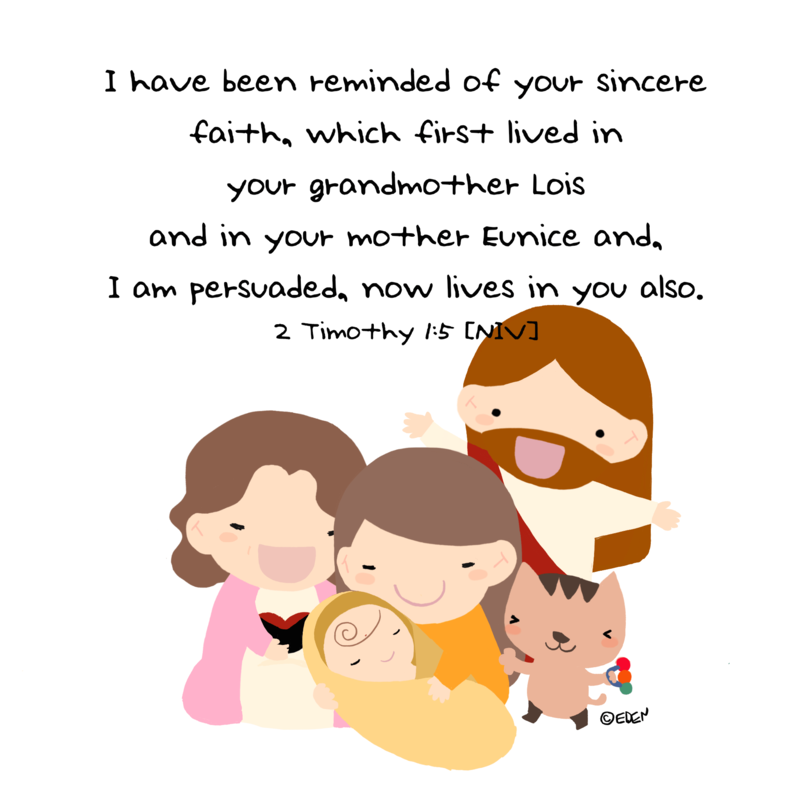 I have been reminded of your sincere
faith, which first lived in
your grandmother Lois
and in your mother Eunice and,
I am persuaded, now lives in you also.
2 Timothy 1:5 [NIV]
©EDEN